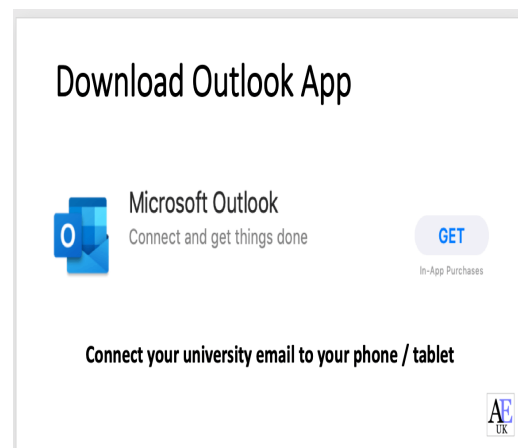 Download Outlook App
Microsoft Outlook
Connect and get things done
GET
In-App Purchases
Connect your university email to your phone / tablet
AE
UK